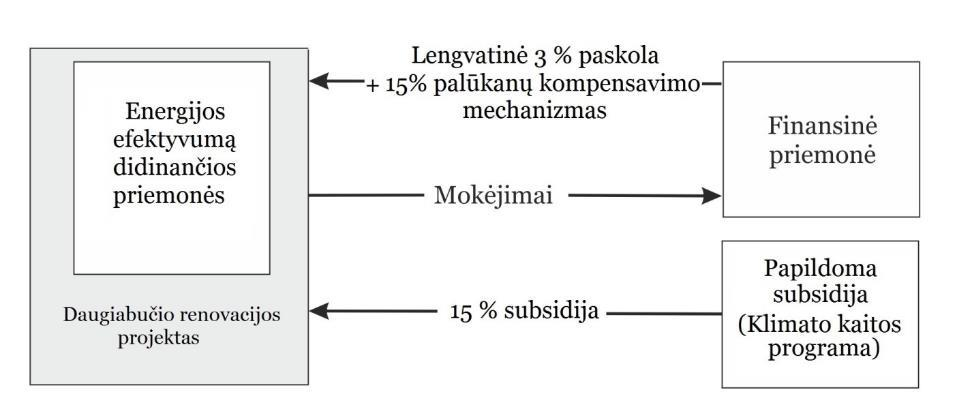 Energijos
efektyvumą
didinančios
priemonės
Daugiabučio renovacijos
projektas
Lengvatinė 3 % paskola
+ 15% palūkanų kompensavimo
mechanizmas
Mokėjimai
15 % subsidija
Finansinė
priemonė
Papildoma
subsidija
(Klimato kaitos
programa)